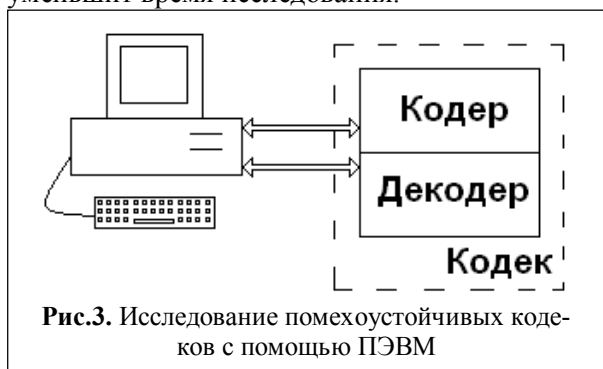 уменьшит время исследования.
Кодер
Декодер
Кодек
Рис.3. Исследование помехоустойчивых коде-
ков с помощью ПЭВМ